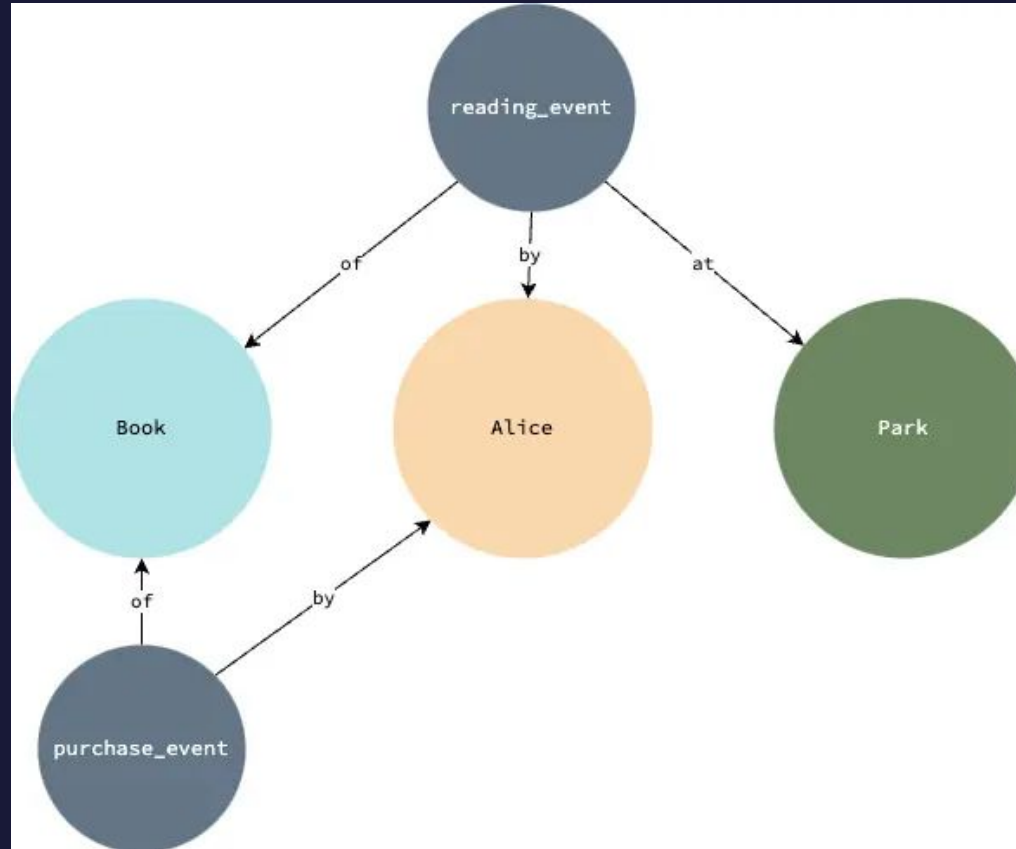 reading_event
of
by
at
Book
Alice
Park
of
by
purchase_event